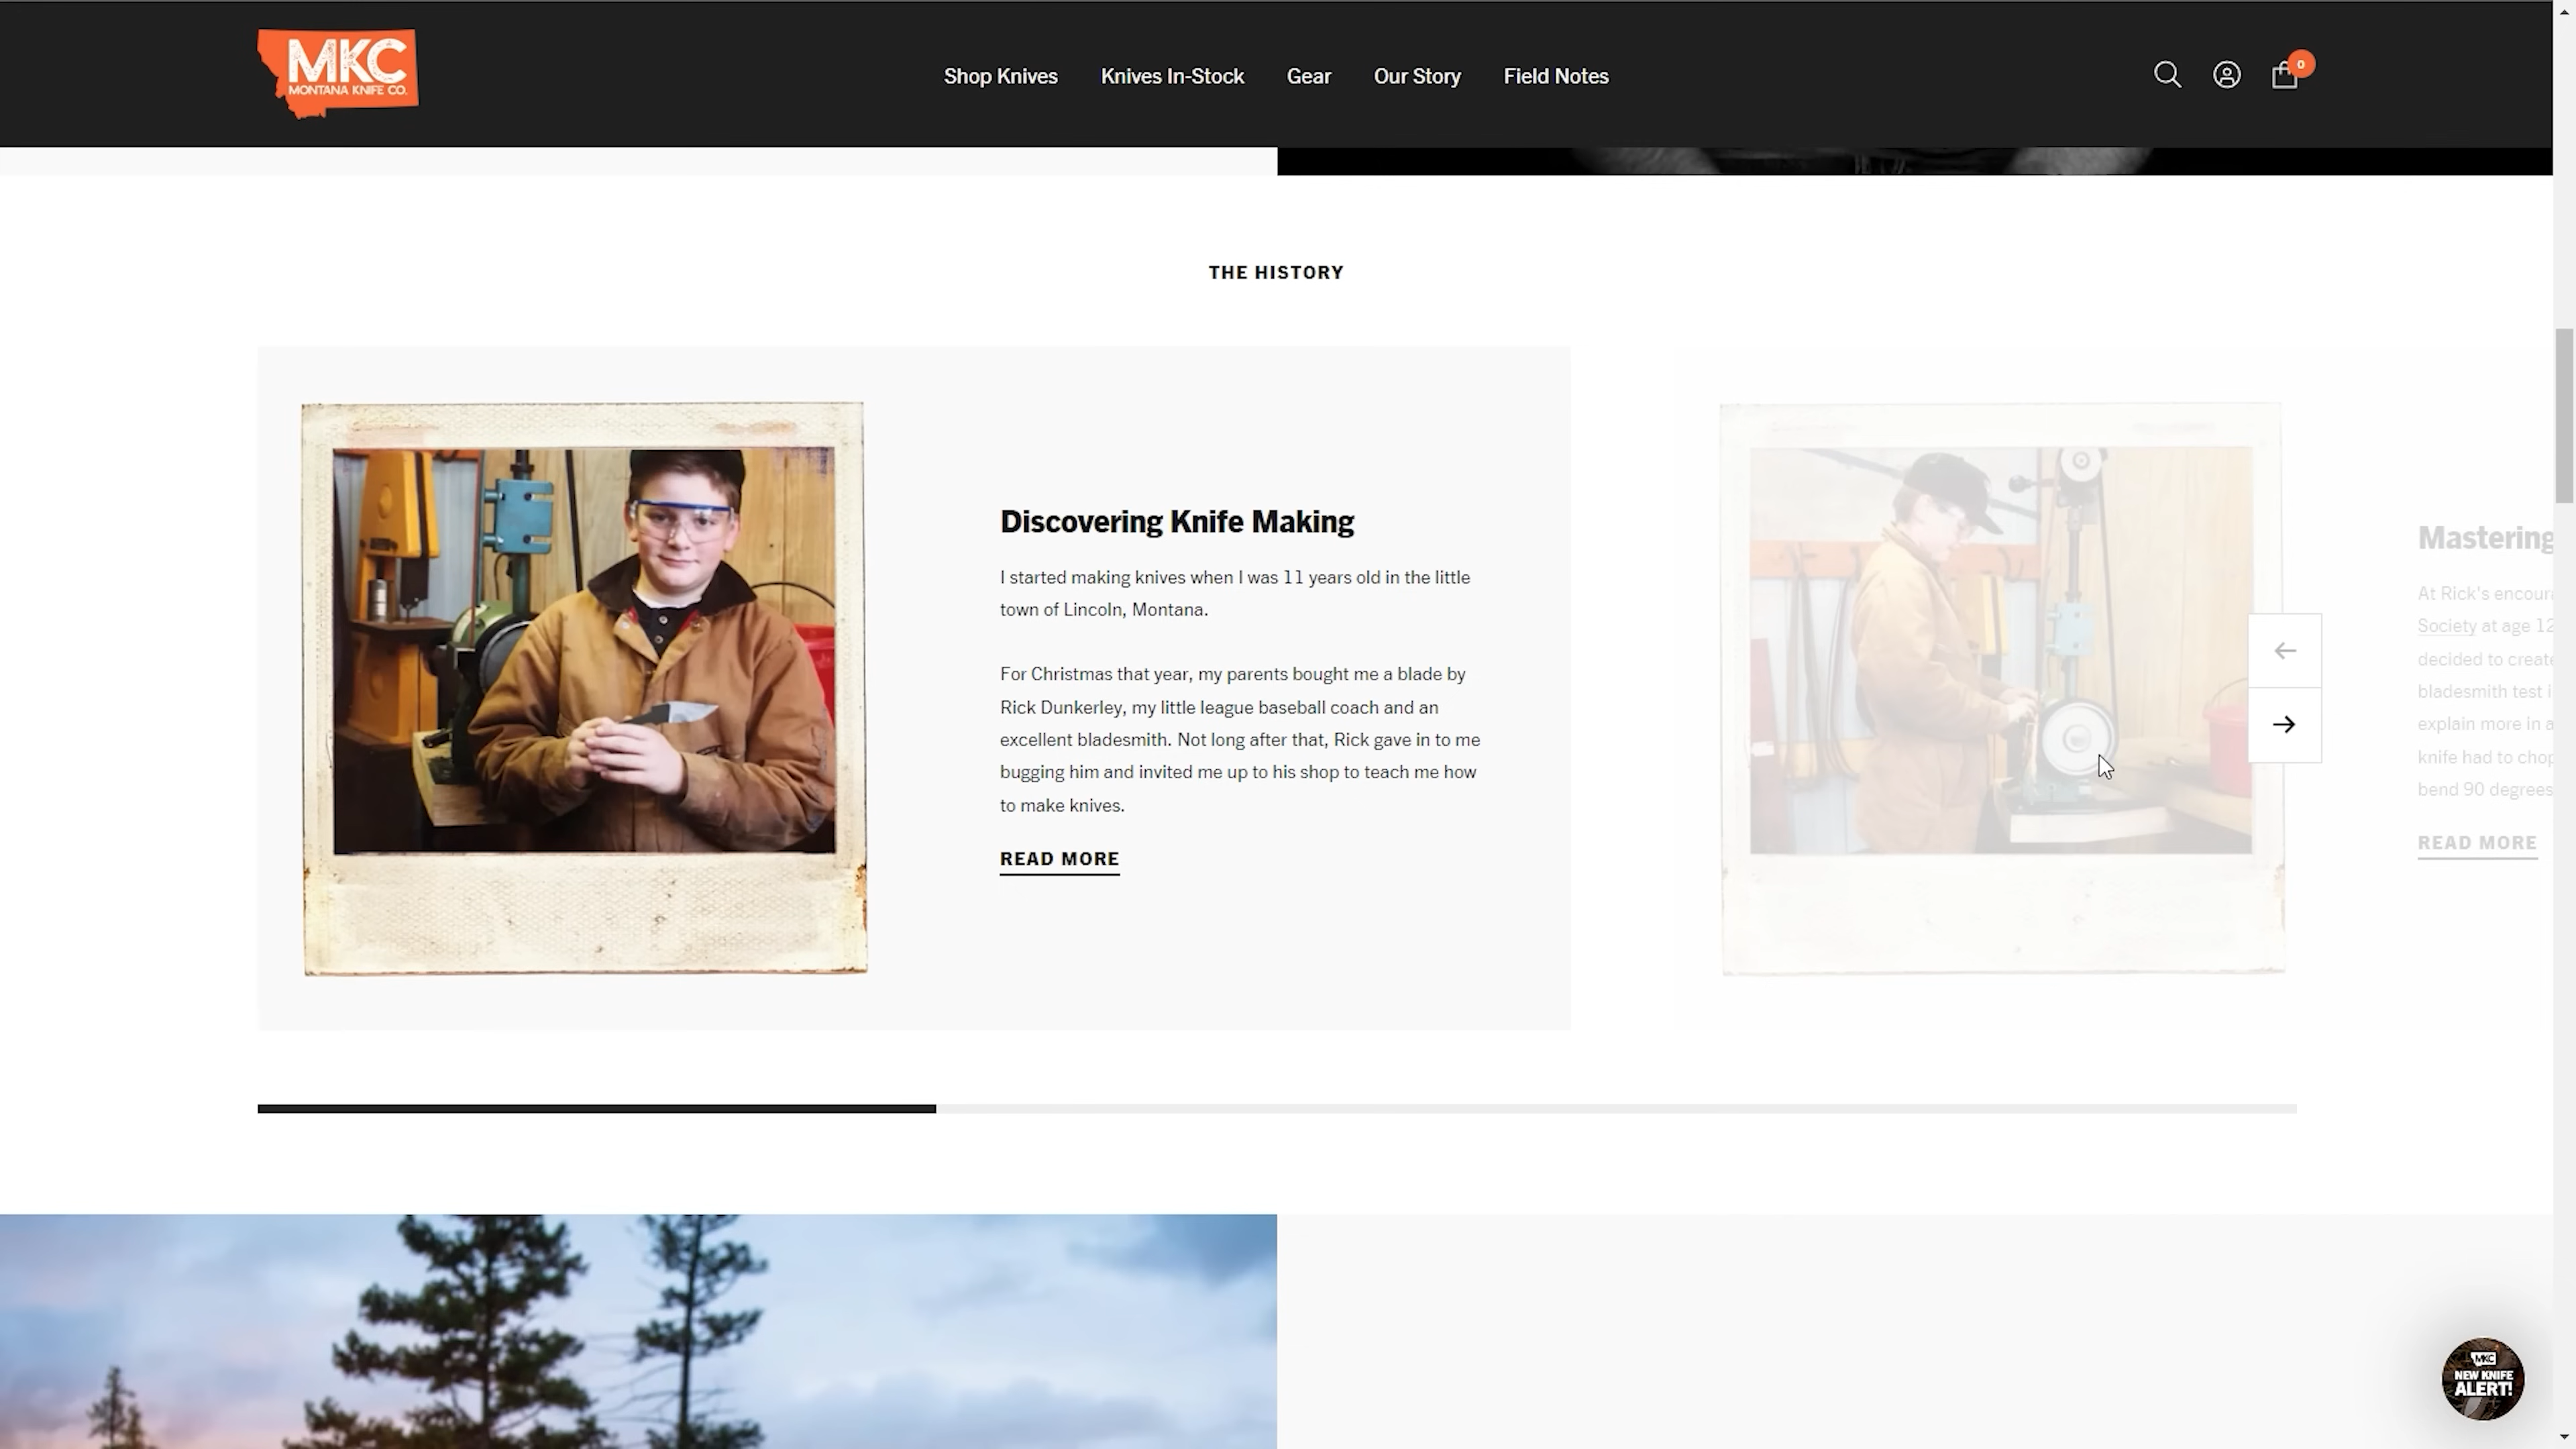 MKC
MONTANA KNIFE CO.
Shop Knives
Knives In-Stock
Gear
Our Story
Field Notes
0
THE HISTORY
Discovering Knife Making
I started making knives when I was 11 years old in the little
town of Lincoln, Montana.
For Christmas that year, my parents bought me a blade by
Rick Dunkerley, my little league baseball coach and an
excellent bladesmith. Not long after that, Rick gave in to me
bugging him and invited me up to his shop to teach me how
to make knives.
READ MORE
Mastering
At Rick's
Society at age 12
decided to
bladesmith test
explain more in
knife had to
bend 90 degrees
READ MORE
MKC
NEW KNIFE
ALERT!